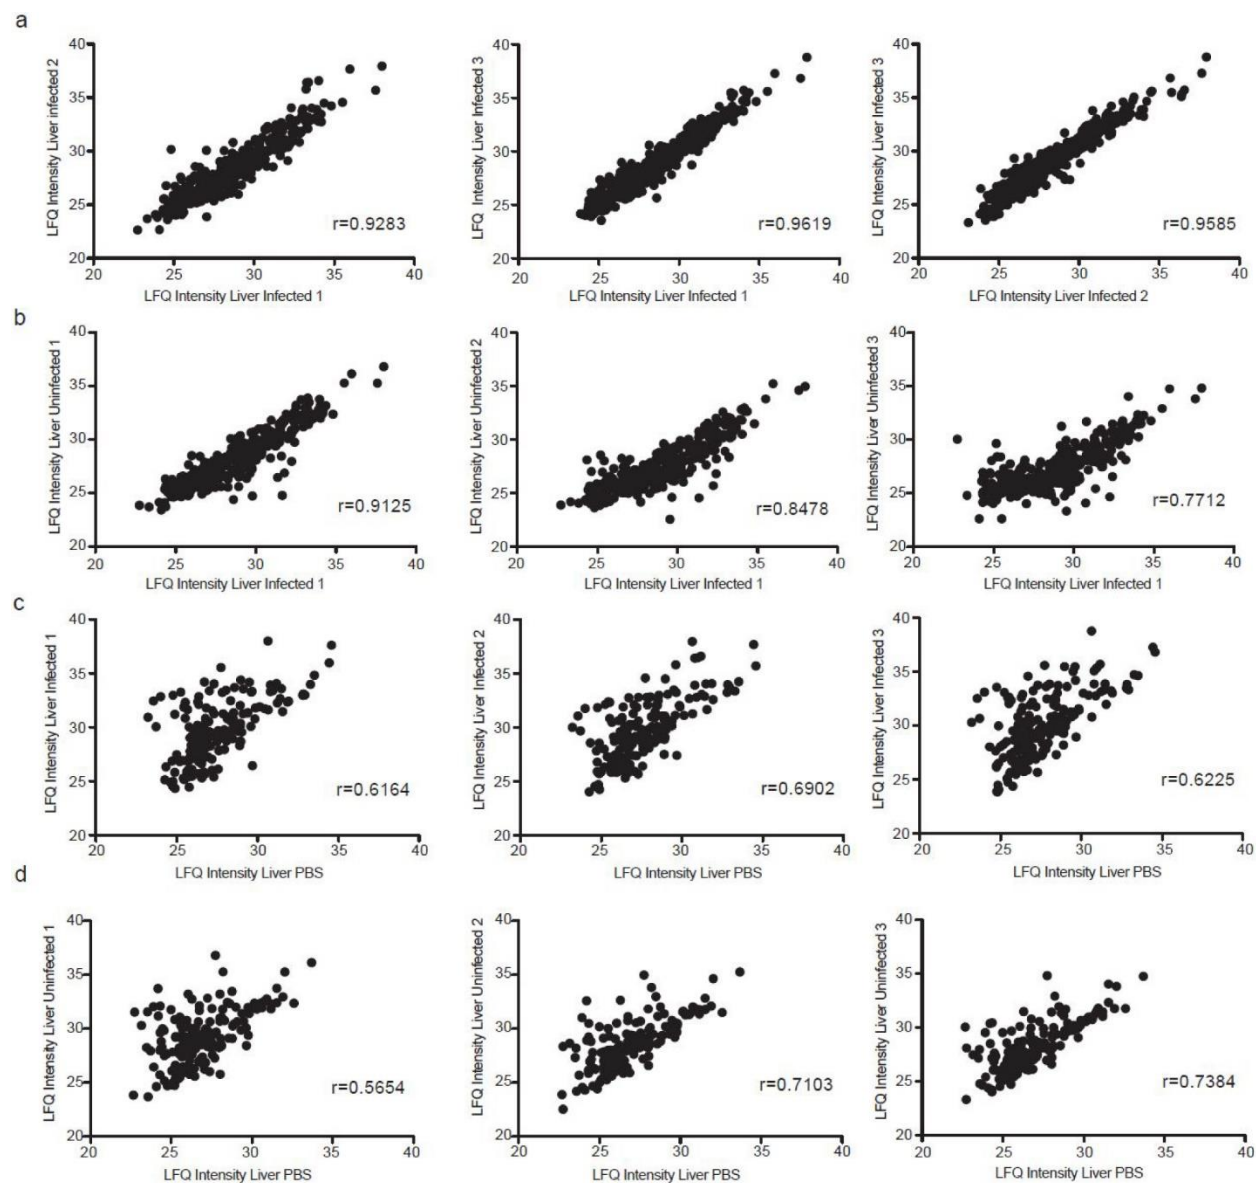 a
LFQ Intensity Liver infected 2
40
35
30
25
20
20 25 30 35 40
r=0.9283
LFQ Intensity Liver Infected 1
LFQ Intensity Liver Infected 3
40
35
30
25
20
20 25 30 35 40
r=0.9619
LFQ Intensity Liver Infected 1
LFQ Intensity Liver Infected 3
40
35
30
25
20
20 25 30 35 40
r=0.9585
LFQ Intensity Liver Infected 2
b
LFQ Intensity Liver Uninfected 1
40
35
30
25
20
20 25 30 35 40
r=0.9125
LFQ Intensity Liver Infected 1
LFQ Intensity Liver Uninfected 2
40
35
30
25
20
20 25 30 35 40
r=0.8478
LFQ Intensity Liver Infected 1
LFQ Intensity Liver Uninfected 3
40
35
30
25
20
20 25 30 35 40
r=0.7712
LFQ Intensity Liver Infected 1
c
LFQ Intensity Liver Infected 1
40
35
30
25
20
20 25 30 35 40
r=0.6164
LFQ Intensity Liver PBS
LFQ Intensity Liver Infected 2
40
35
30
25
20
20 25 30 35 40
r=0.6902
LFQ Intensity Liver PBS
LFQ Intensity Liver Infected 3
40
35
30
25
20
20 25 30 35 40
r=0.6225
LFQ Intensity Liver PBS
d
LFQ Intensity Liver Uninfected 1
40
35
30
25
20
20 25 30 35 40
r=0.5654
LFQ Intensity Liver PBS
LFQ Intensity Liver Uninfected 2
40
35
30
25
20
20 25 30 35 40
r=0.7103
LFQ Intensity Liver PBS
LFQ Intensity Liver Uninfected 3
40
35
30
25
20
20 25 30 35 40
r=0.7384
LFQ Intensity Liver PBS